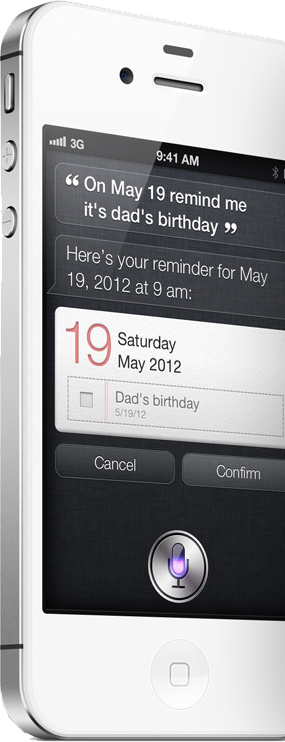 3G 9:41 AM
“ On May 19 remind me
it's dad's birthday ”
Here's your reminder for May
19, 2012 at 9 am:
19 Saturday
May 2012
Dad's birthday
5/19/12
Cancel Confirm